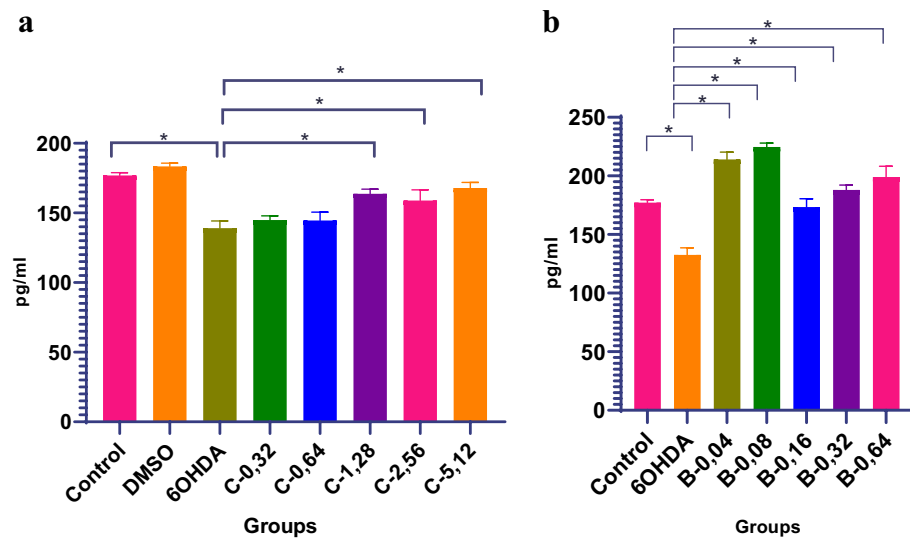 a
b
*
*
*
*
200
150
100
50
0
pg/ml
Control
DMSO
6OHDA
C-0,32
C-0,64
C-1,28
C-2,56
C-5,12
Groups
*
*
*
*
*
*
250
200
150
100
50
0
pg/ml
Control
6OHDA
B-0,04
B-0,08
B-0,16
B-0,32
B-0,64
Groups